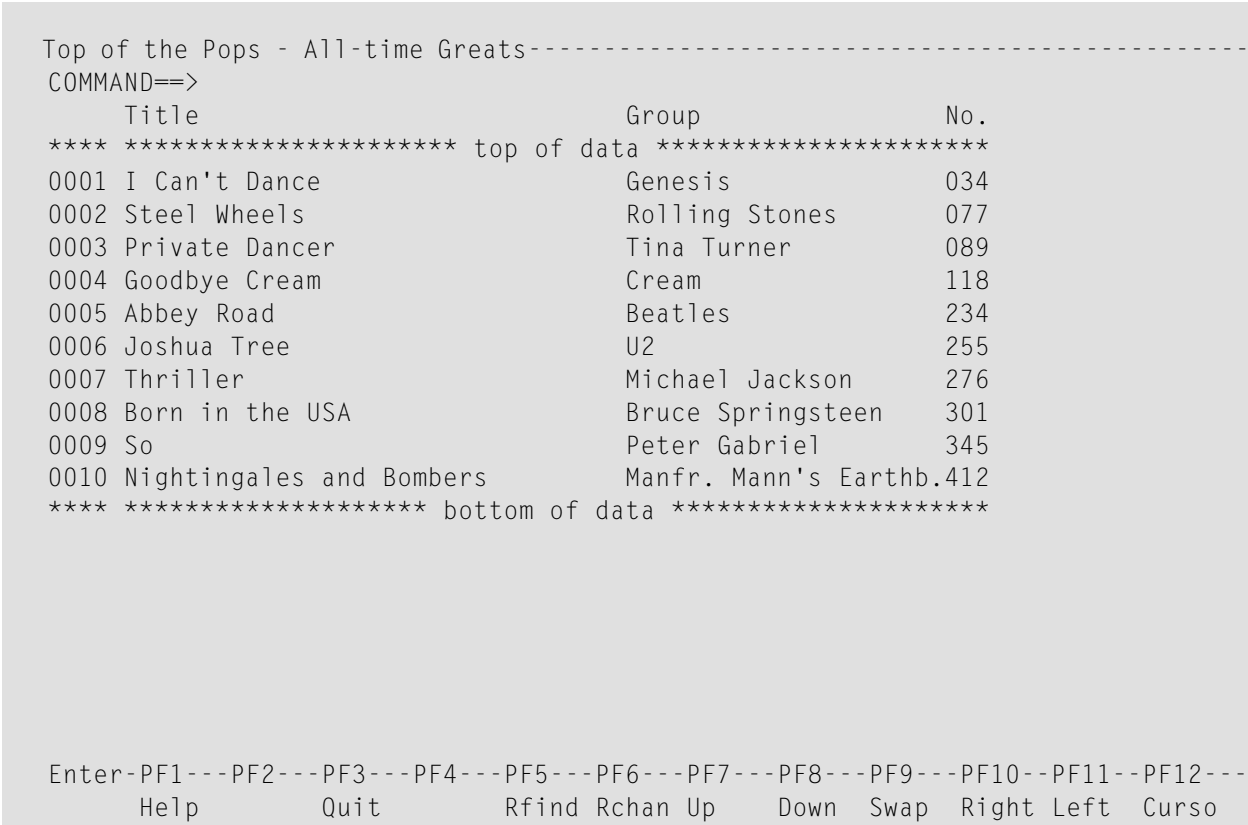 Top of the Pops - All-time Greats------------------------------------------------
COMMAND==>
     Title                            Group                No.
**** ********************** top of data **********************
0001 I Can't Dance                    Genesis              034
0002 Steel Wheels                     Rolling Stones       077
0003 Private Dancer                   Tina Turner          089
0004 Goodbye Cream                    Cream                118
0005 Abbey Road                       Beatles              234
0006 Joshua Tree                      U2                   255
0007 Thriller                         Michael Jackson      276
0008 Born in the USA                  Bruce Springsteen    301
0009 So                               Peter Gabriel        345
0010 Nightingales and Bombers         Manfr. Mann's Earthb.412
**** ******************** bottom of data *********************
Enter-PF1---PF2---PF3---PF4---PF5---PF6---PF7---PF8---PF9---PF10--PF11--PF12---
      Help        Quit        Rfind Rchan Up    Down  Swap  Right Left  Curso